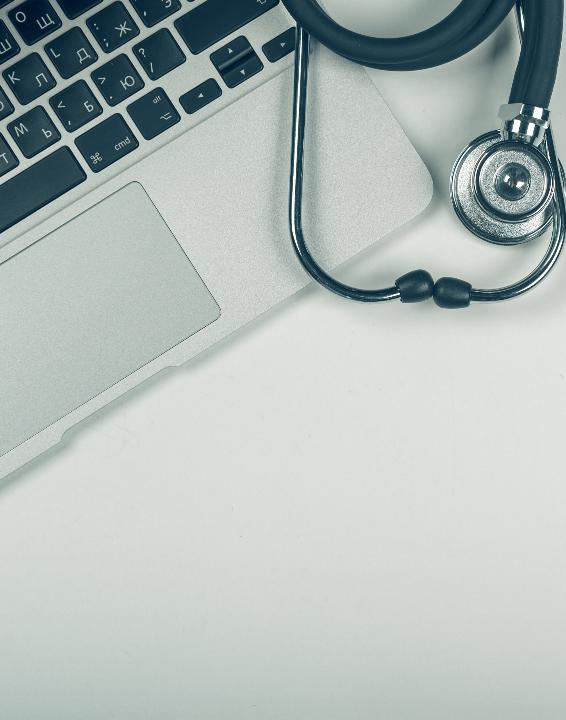 Ш O Щ
K Л L Д : ; Ж
Т M Ь < , Б > . Ю ? /
⌘ cmd alt ⌥ ◂ ▴ ▾ ▸